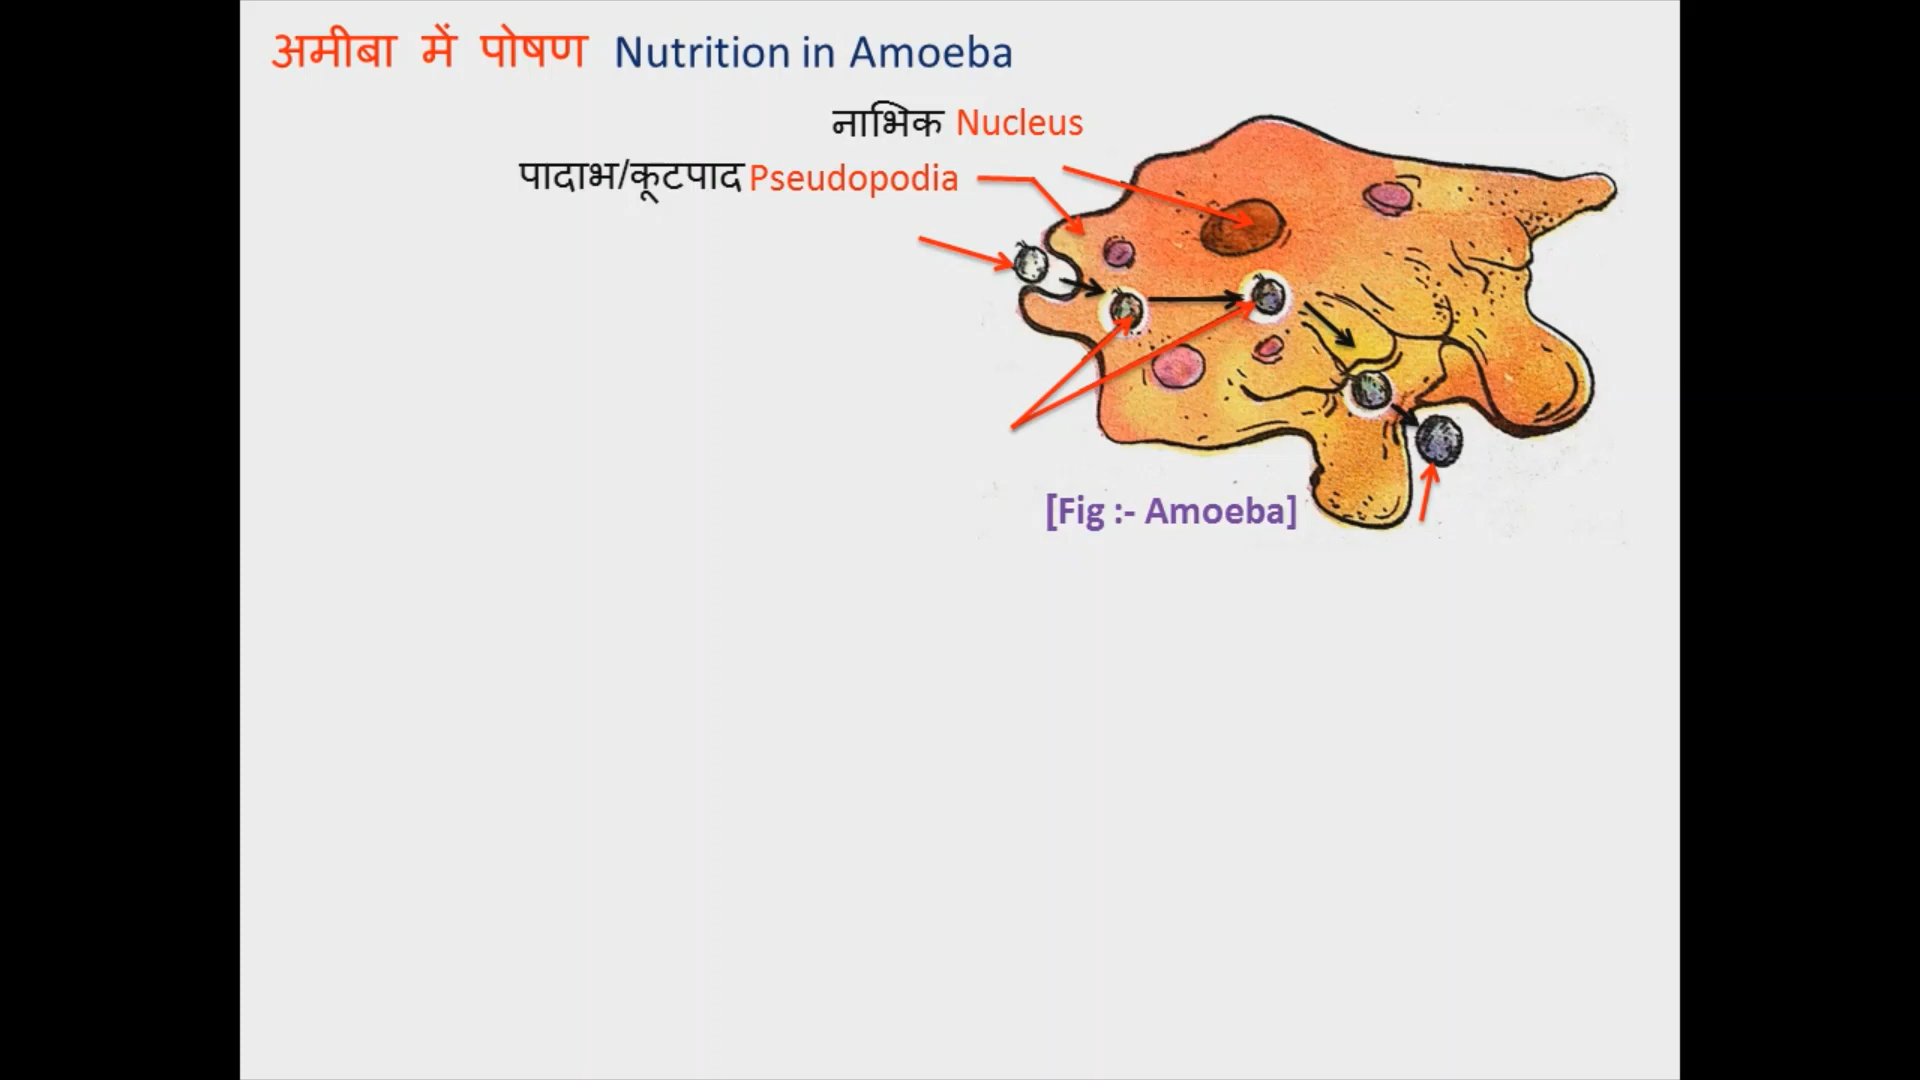 अमीबा में पोषण Nutrition in Amoeba
नाभिक Nucleus
पादाभ/कूटपाद Pseudopodia
[Fig :- Amoeba]